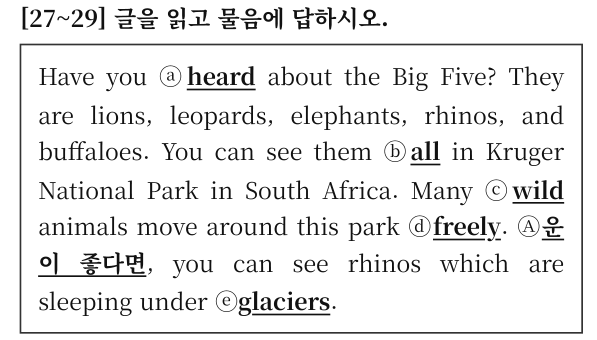 [27~29] 글을 읽고 물음에 답하시오.
Have you ⓐheard about the Big Five? They
are lions, leopards, elephants, rhinos, and
buffaloes. You can see them ⓑall in Kruger
National Park in South Africa. Many ⓒwild
animals move around this park ⓓfreely. Ⓐ운
이 좋다면, you can see rhinos which are
sleeping under ⓔglaciers.